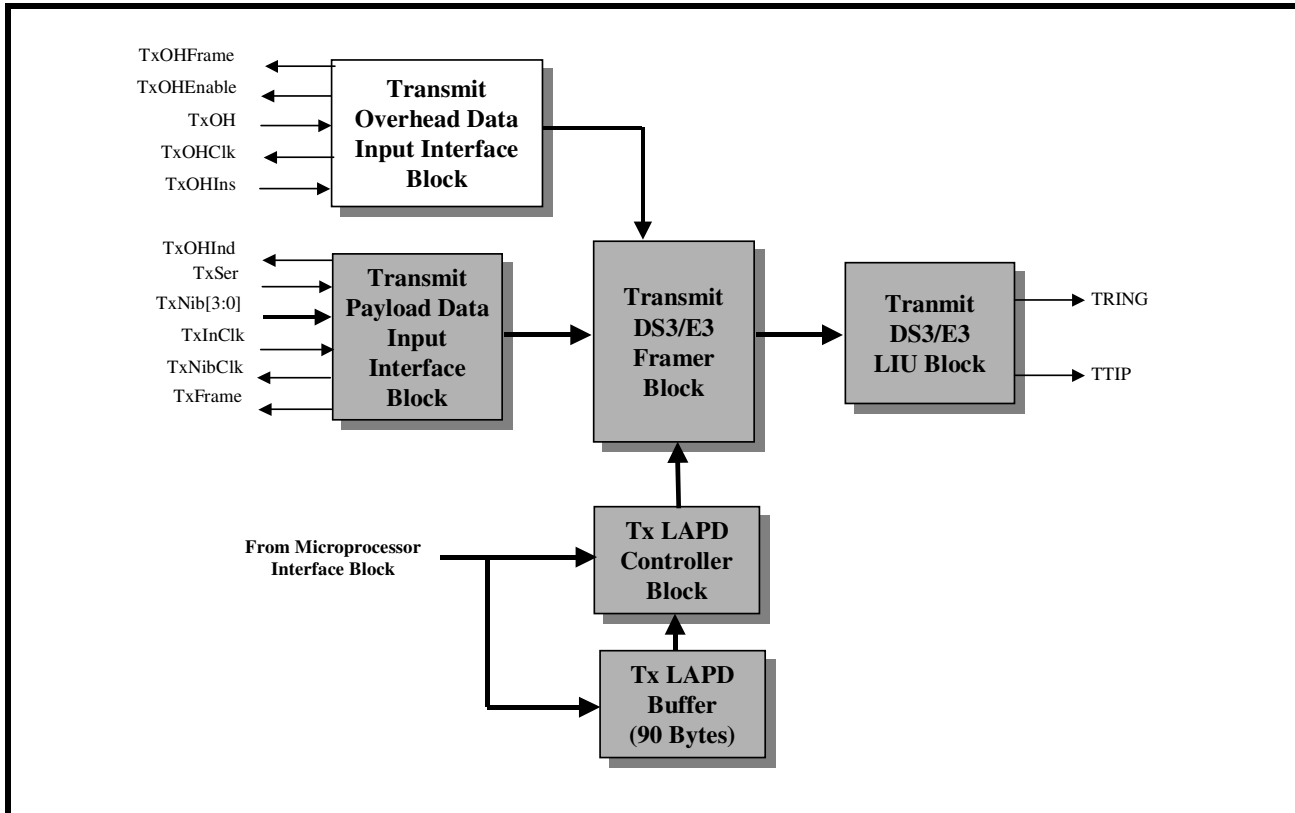 TxOHFrame
TxOHEnable
TxOH
TxOHClk
TxOHIns
Transmit
Overhead Data
Input Interface
Block
TxOHInd
TxSer
TxNib[3:0]
TxInClk
TxNibClk
TxFrame
Transmit
Payload Data
Input
Interface
Block
Transmit
DS3/E3
Framer
Block
Tranmit
DS3/E3
LIU Block
TRING
TTIP
From Microprocessor
Interface Block
Tx LAPD
Controller
Block
Tx LAPD
Buffer
(90 Bytes)